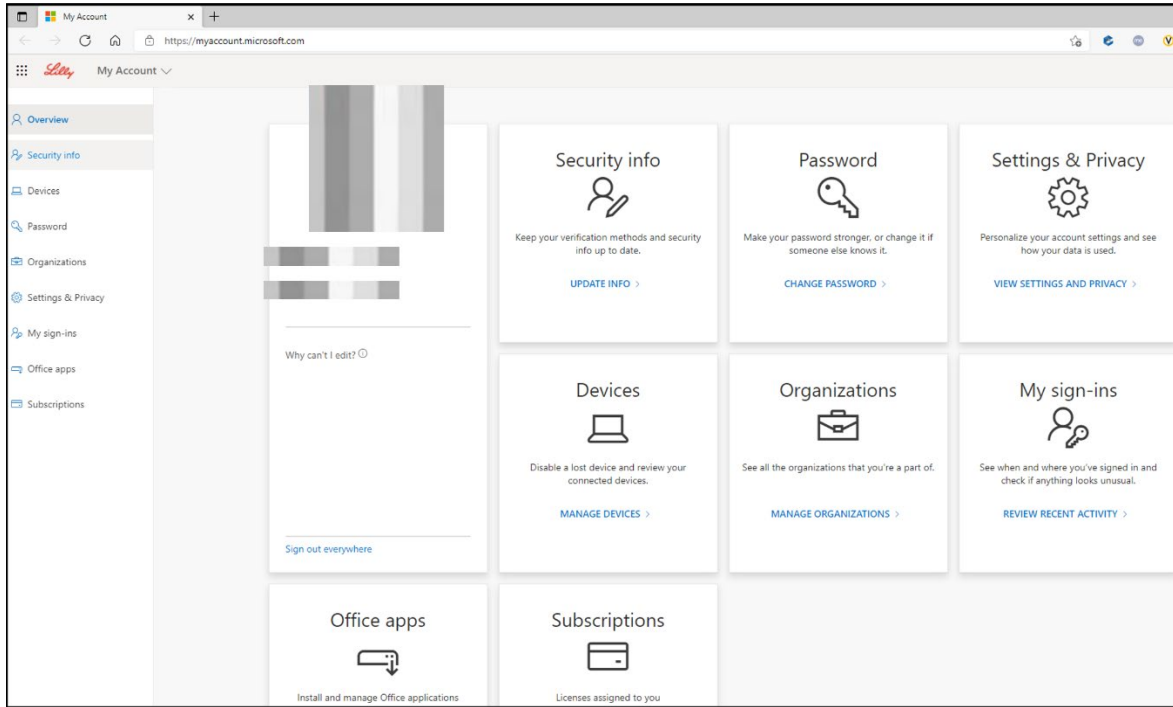 My Account
https://myaccount.microsoft.com
Lilly My Account
Overview
Security info
Devices
Password
Organizations
Settings & Privacy
My sign-ins
Office apps
Subscriptions
Why can't I edit?
Sign out everywhere
Security info
Keep your verification methods and security
info up to date.
UPDATE INFO >
Password
Make your password stronger, or change it if
someone else knows it.
CHANGE PASSWORD >
Settings & Privacy
Personalize your account settings and see
how your data is used.
VIEW SETTINGS AND PRIVACY >
Devices
Disable a lost device and review your
connected devices.
MANAGE DEVICES >
Organizations
See all the organizations that you're a part of.
MANAGE ORGANIZATIONS >
My sign-ins
See when and where you've signed in and
check if anything looks unusual.
REVIEW RECENT ACTIVITY >
Office apps
Install and manage Office applications
Subscriptions
Licenses assigned to you